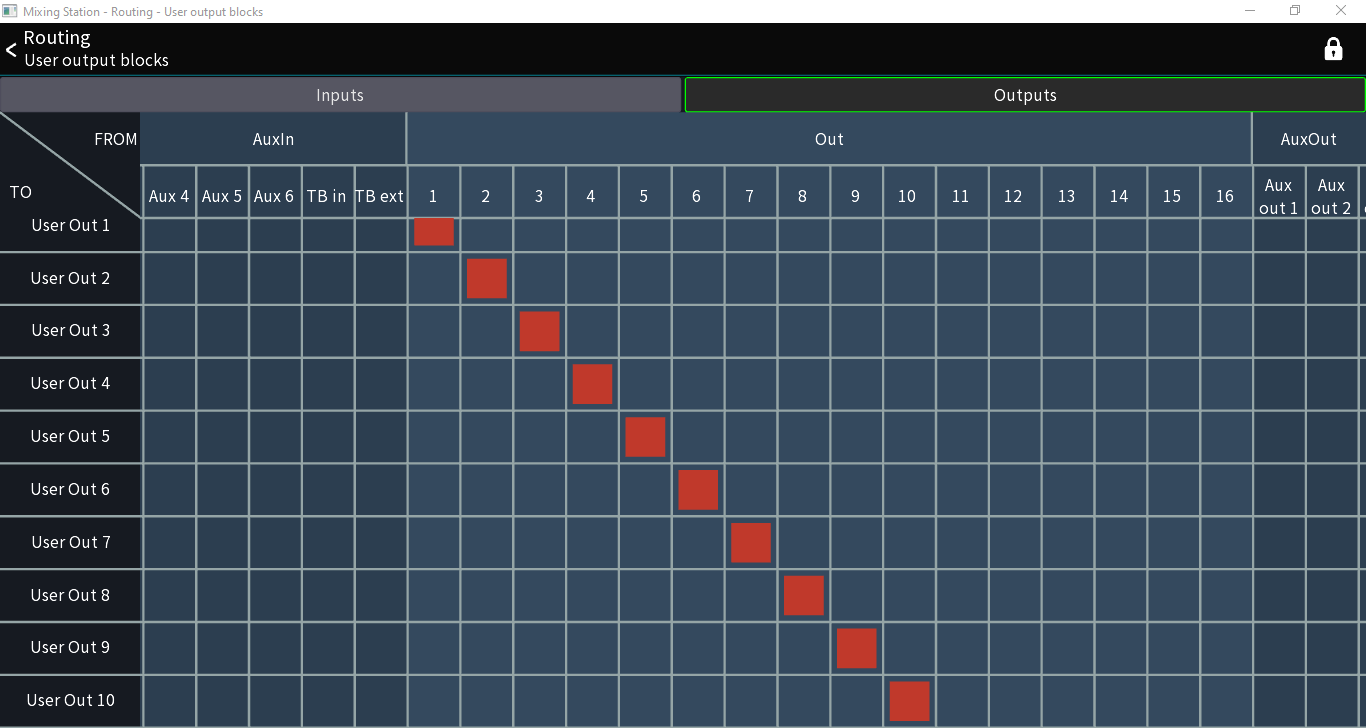 Mixing Station - Routing - User output blocks
Routing
User output blocks
Inputs
Outputs
FROM
AuxIn
Out
AuxOut
TO
Aux 4
Aux 5
Aux 6
TB in
TB ext
1
2
3
4
5
6
7
8
9
10
11
12
13
14
15
16
Aux
out 1
Aux
out 2
User Out 1
User Out 2
User Out 3
User Out 4
User Out 5
User Out 6
User Out 7
User Out 8
User Out 9
User Out 10